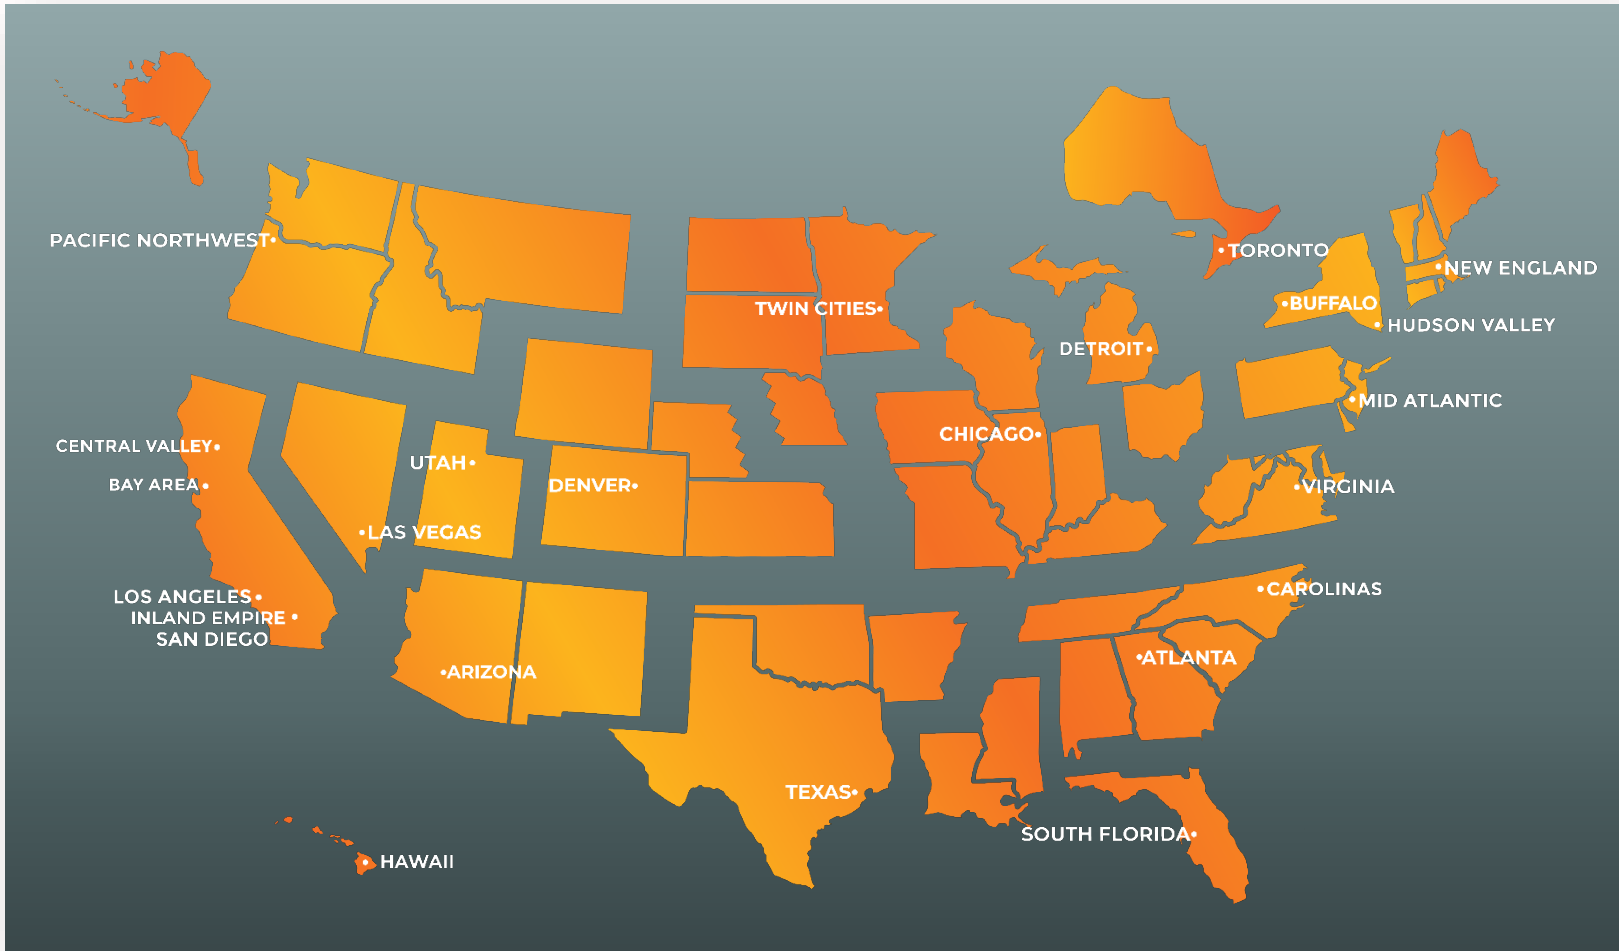 PACIFIC NORTHWEST
TORONTO
NEW ENGLAND
TWIN CITIES
BUFFALO
HUDSON VALLEY
DETROIT
MID ATLANTIC
CENTRAL VALLEY
CHICAGO
UTAH
BAY AREA
DENVER
VIRGINIA
LAS VEGAS
LOS ANGELES
CAROLINAS
INLAND EMPIRE
SAN DIEGO
ATLANTA
ARIZONA
TEXAS
SOUTH FLORIDA
HAWAII